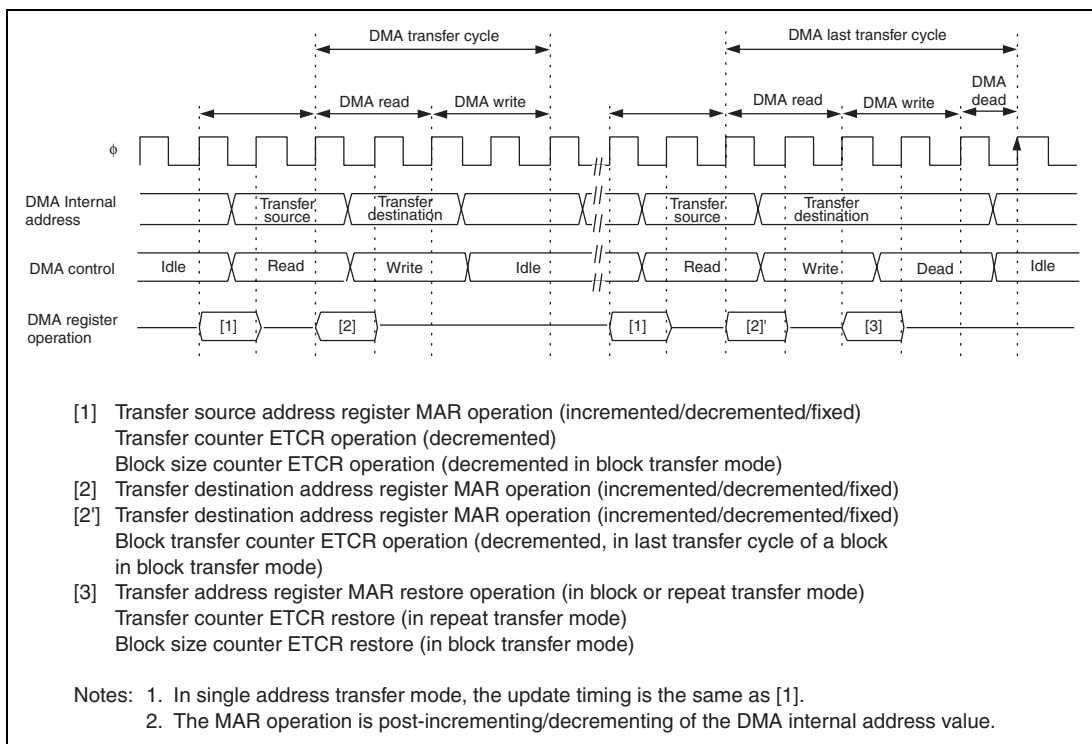 DMA transfer cycle
DMA last transfer cycle
DMA read
DMA write
DMA read
DMA write
DMA
dead
ϕ
DMA Internal
address
Transfer
source
Transfer
destination
Transfer
source
Transfer
destination
DMA control
Idle
Read
Write
Idle
Read
Write
Dead
Idle
DMA register
operation
[1]
[2]
[1]
[2]'
[3]
[1] Transfer source address register MAR operation (incremented/decremented/fixed)
Transfer counter ETCR operation (decremented)
Block size counter ETCR operation (decremented in block transfer mode)
[2] Transfer destination address register MAR operation (incremented/decremented/fixed)
[2'] Transfer destination address register MAR operation (incremented/decremented/fixed)
Block transfer counter ETCR operation (decremented, in last transfer cycle of a block
in block transfer mode)
[3] Transfer address register MAR restore operation (in block or repeat transfer mode)
Transfer counter ETCR restore (in repeat transfer mode)
Block size counter ETCR restore (in block transfer mode)
Notes: 1. In single address transfer mode, the update timing is the same as [1].
2. The MAR operation is post-incrementing/decrementing of the DMA internal address value.